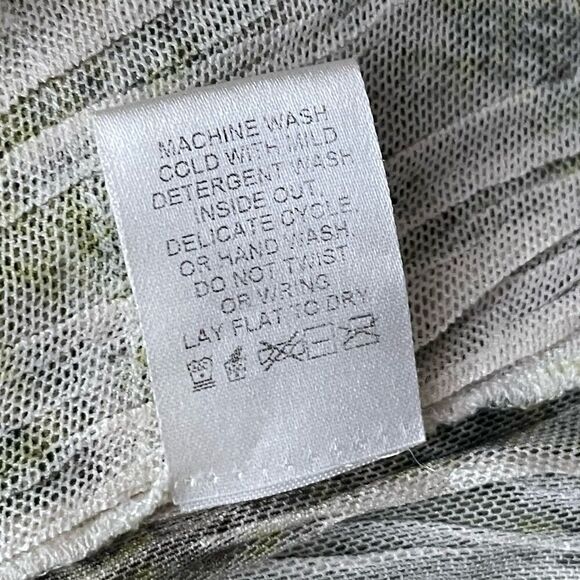 MACHINE WASH
COLD WITH MILD
DETERGENT WASH
INSIDE OUT.
DELICATE CYCLE.
OR HAND WASH.
DO NOT TWIST
OR WRING
LAY FLAT TO DRY